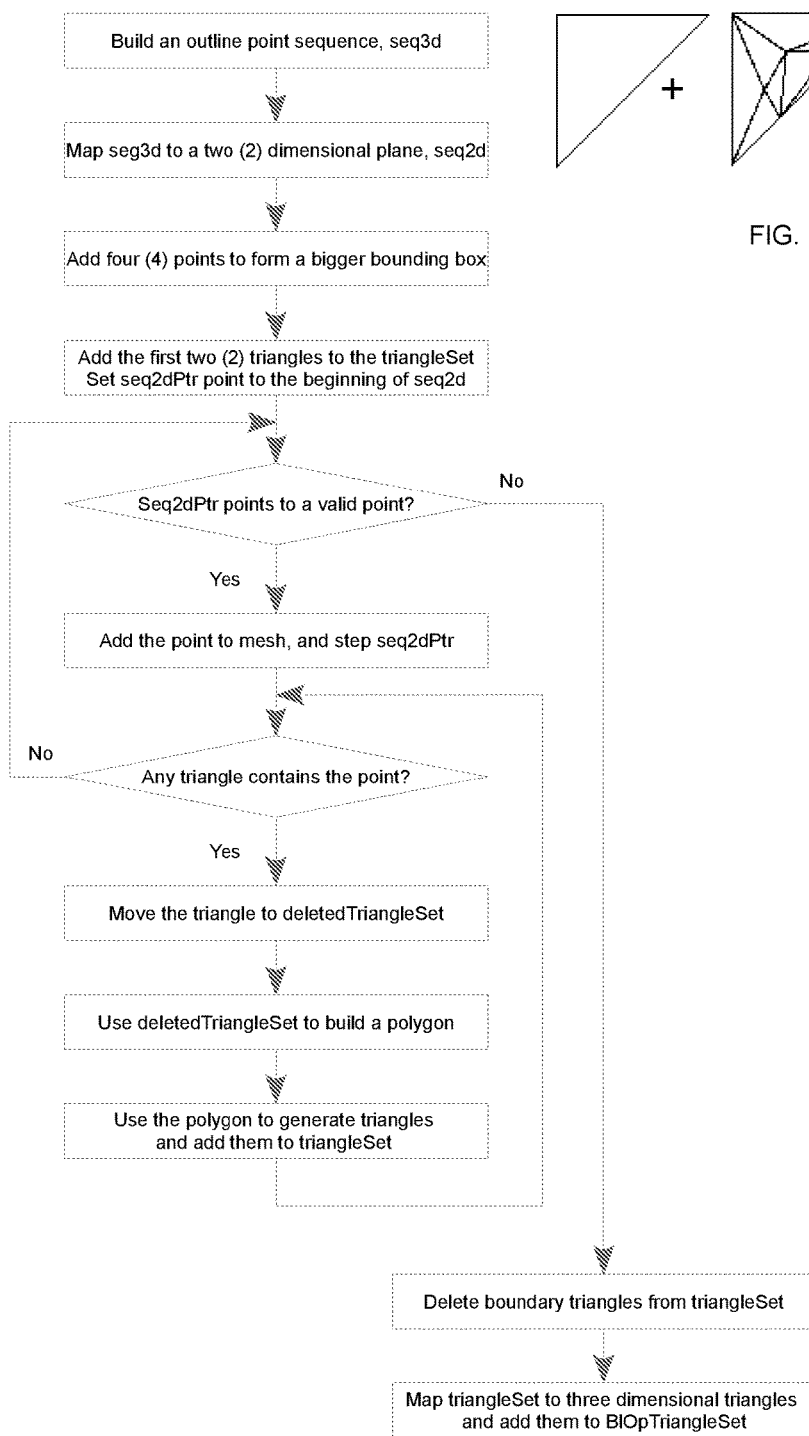 Build an outline point sequence, seq3d
Map seg3d to a two (2) dimensional plane, seq2d
Add four (4) points to form a bigger bounding box
Add the first two (2) triangles to the triangleSet
Set seq2dPtr point to the beginning of seq2d
Seq2dPtr points to a valid point?
No
Yes
Add the point to mesh, and step seq2dPtr
No
Any triangle contains the point?
Yes
Move the triangle to deletedTriangleSet
Use deletedTriangleSet to build a polygon
Use the polygon to generate triangles
and add them to triangleSet
Delete boundary triangles from triangleSet
Map triangleSet to three dimensional triangles
and add them to BlOpTriangleSet
+
FIG.